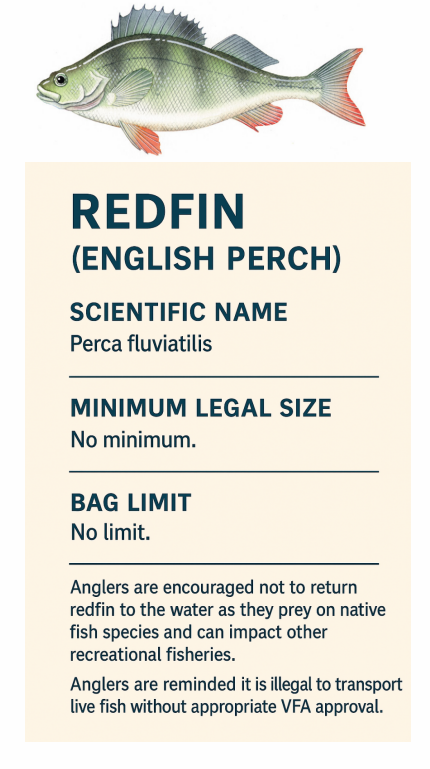 REDFIN
(ENGLISH PERCH)
SCIENTIFIC NAME
Perca fluviatilis
MINIMUM LEGAL SIZE
No minimum.
BAG LIMIT
No limit.
Anglers are encouraged not to return
redfin to the water as they prey on native
fish species and can impact other
recreational fisheries.
Anglers are reminded it is illegal to transport
live fish without appropriate VFA approval.